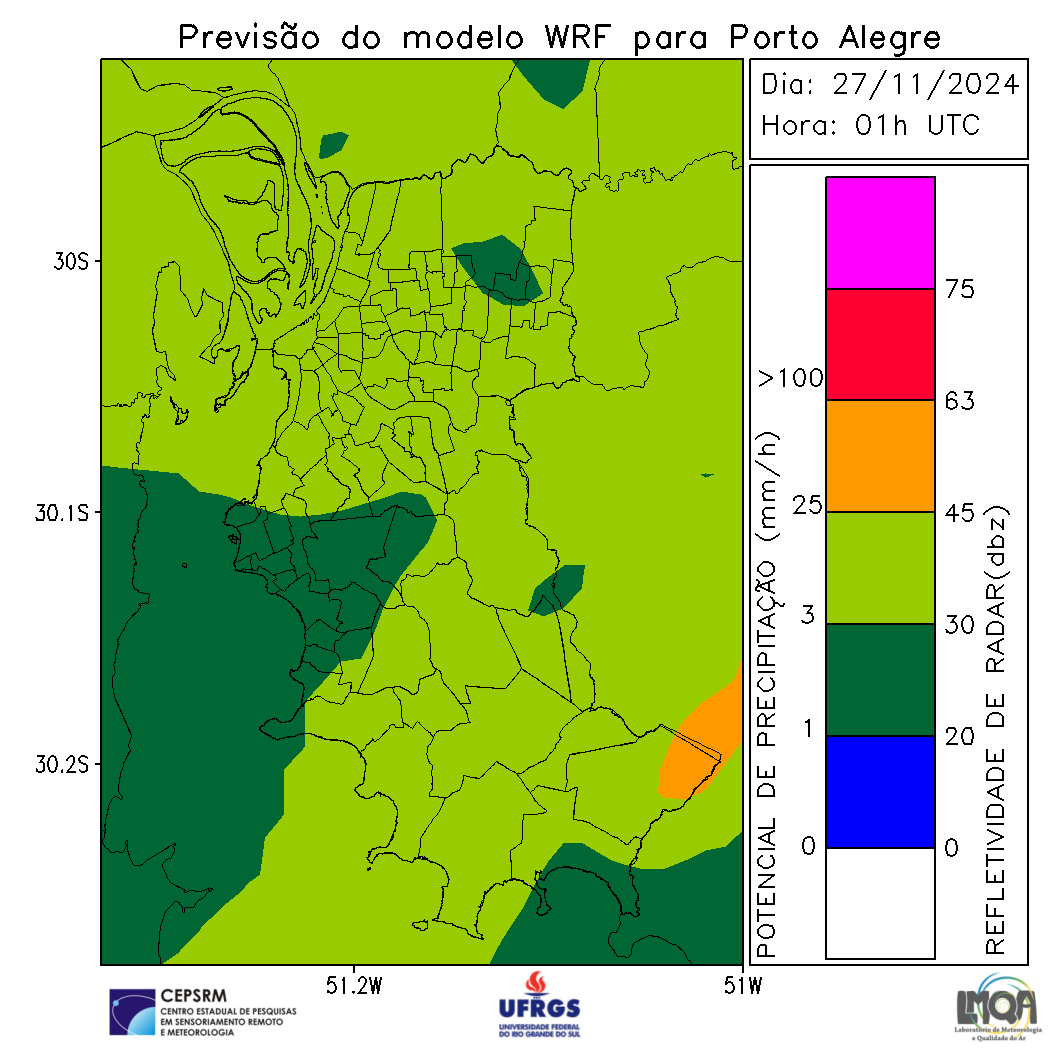 Previsão do modelo WRF para Porto Alegre
Dia: 27/11/2024
Hora: 01h UTC
30S
30.1S
30.2S
51.2W
51W
POTENCIAL DE PRECIPITAÇÃO (mm/h)
>100
25
3
1
0
75
63
45
30
20
0
REFLETIVIDADE DE RADAR(dbz)
CEPSRM
CENTRO ESTADUAL DE PESQUISAS
EM SENSORIAMENTO REMOTO
E METEOROLOGIA
UFRGS
UNIVERSIDADE FEDERAL
DO RIO GRANDE DO SUL
LMQA
Laboratório de Meteorologia
e Qualidade do Ar